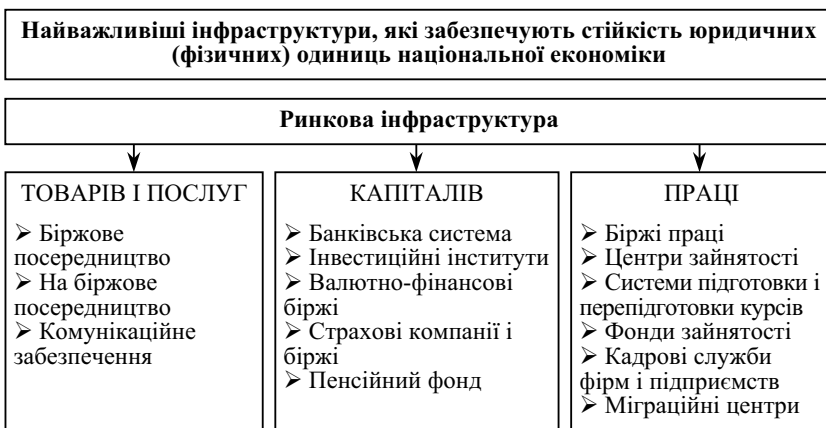 Найважливіші інфраструктури, які забезпечують стійкість юридичних
(фізичних) одиниць національної економіки
Ринкова інфраструктура
ТОВАРІВ І ПОСЛУГ
➢ Біржове
посередництво
➢ На біржове
посередництво
➢ Комунікаційне
забезпечення
КАПІТАЛІВ
➢ Банківська система
➢ Інвестиційні інститути
➢ Валютно-фінансові
біржі
➢ Страхові компанії і
біржі
➢ Пенсійний фонд
ПРАЦІ
➢ Біржі праці
➢ Центри зайнятості
➢ Системи підготовки і
перепідготовки курсів
➢ Фонди зайнятості
➢ Кадрові служби
фірм і підприємств
➢ Міграційні центри